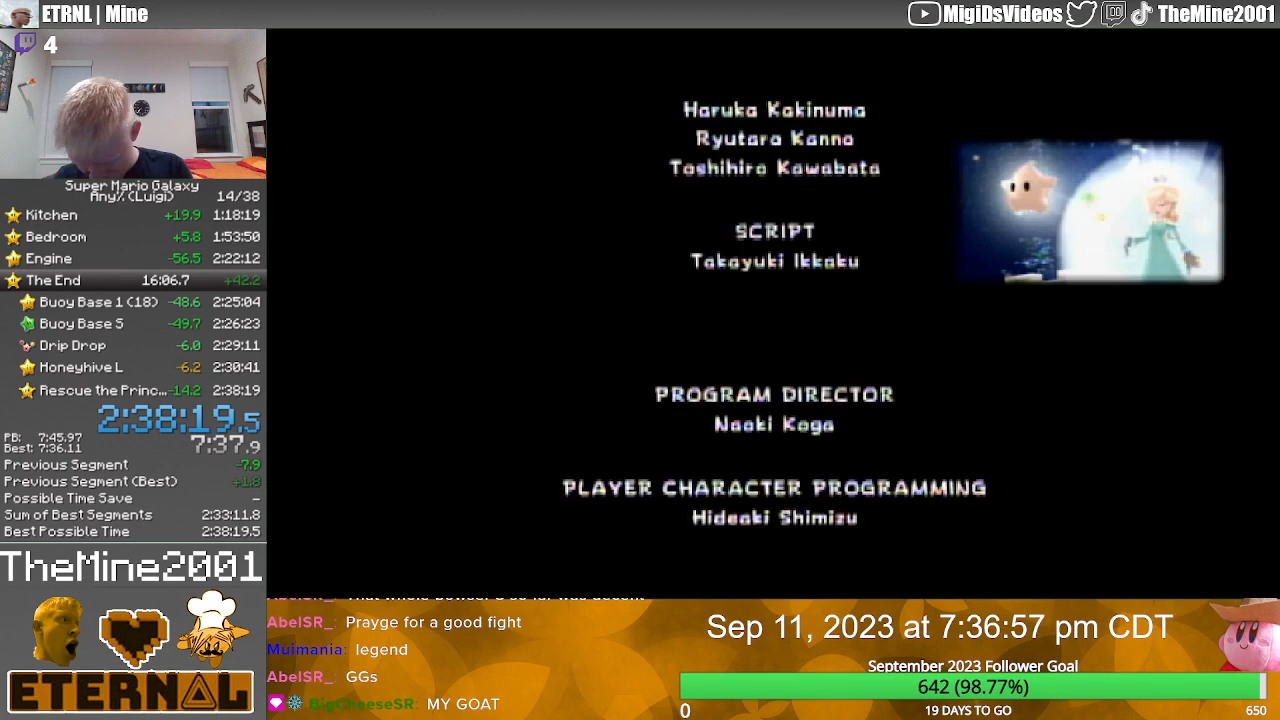 ETRNL | Mine
MigiDsVideos
TheMine2001
4
Super Mario Galaxy
Any% (Luigi) 14/38
Kitchen +19.9 1:18:19
Bedroom +5.8 1:53:50
Engine -56.5 2:22:12
The End 16:06.7 +42.2
Buoy Base 1 (18) -48.6 2:25:04
Buoy Base S -49.7 2:26:23
Drip Drop -6.0 2:29:11
Honeyhive L -6.2 2:30:41
Rescue the Princ... -14.2 2:38:19
2:38:19.5
PB: 7:45.97
Best: 7:36.11
7:37.9
Previous Segment -7.9
Previous Segment (Best) +1.8
Possible Time Save –
Sum of Best Segments 2:33:11.8
Best Possible Time 2:38:19.5
TheMine2001
ETERNAL
Haruka Kakinuma
Ryutaro Kanno
Toshihiro Kawabata
SCRIPT
Takayuki Ikkaku
PROGRAM DIRECTOR
Naoki Koga
PLAYER CHARACTER PROGRAMMING
Hideaki Shimizu
AbelSR_: Prayge for a good fight
Muimania: legend
AbelSR_: GGs
BigCheeseSR: MY GOAT
Sep 11, 2023 at 7:36:57 pm CDT
September 2023 Follower Goal
642 (98.77%)
0 19 DAYS TO GO 650